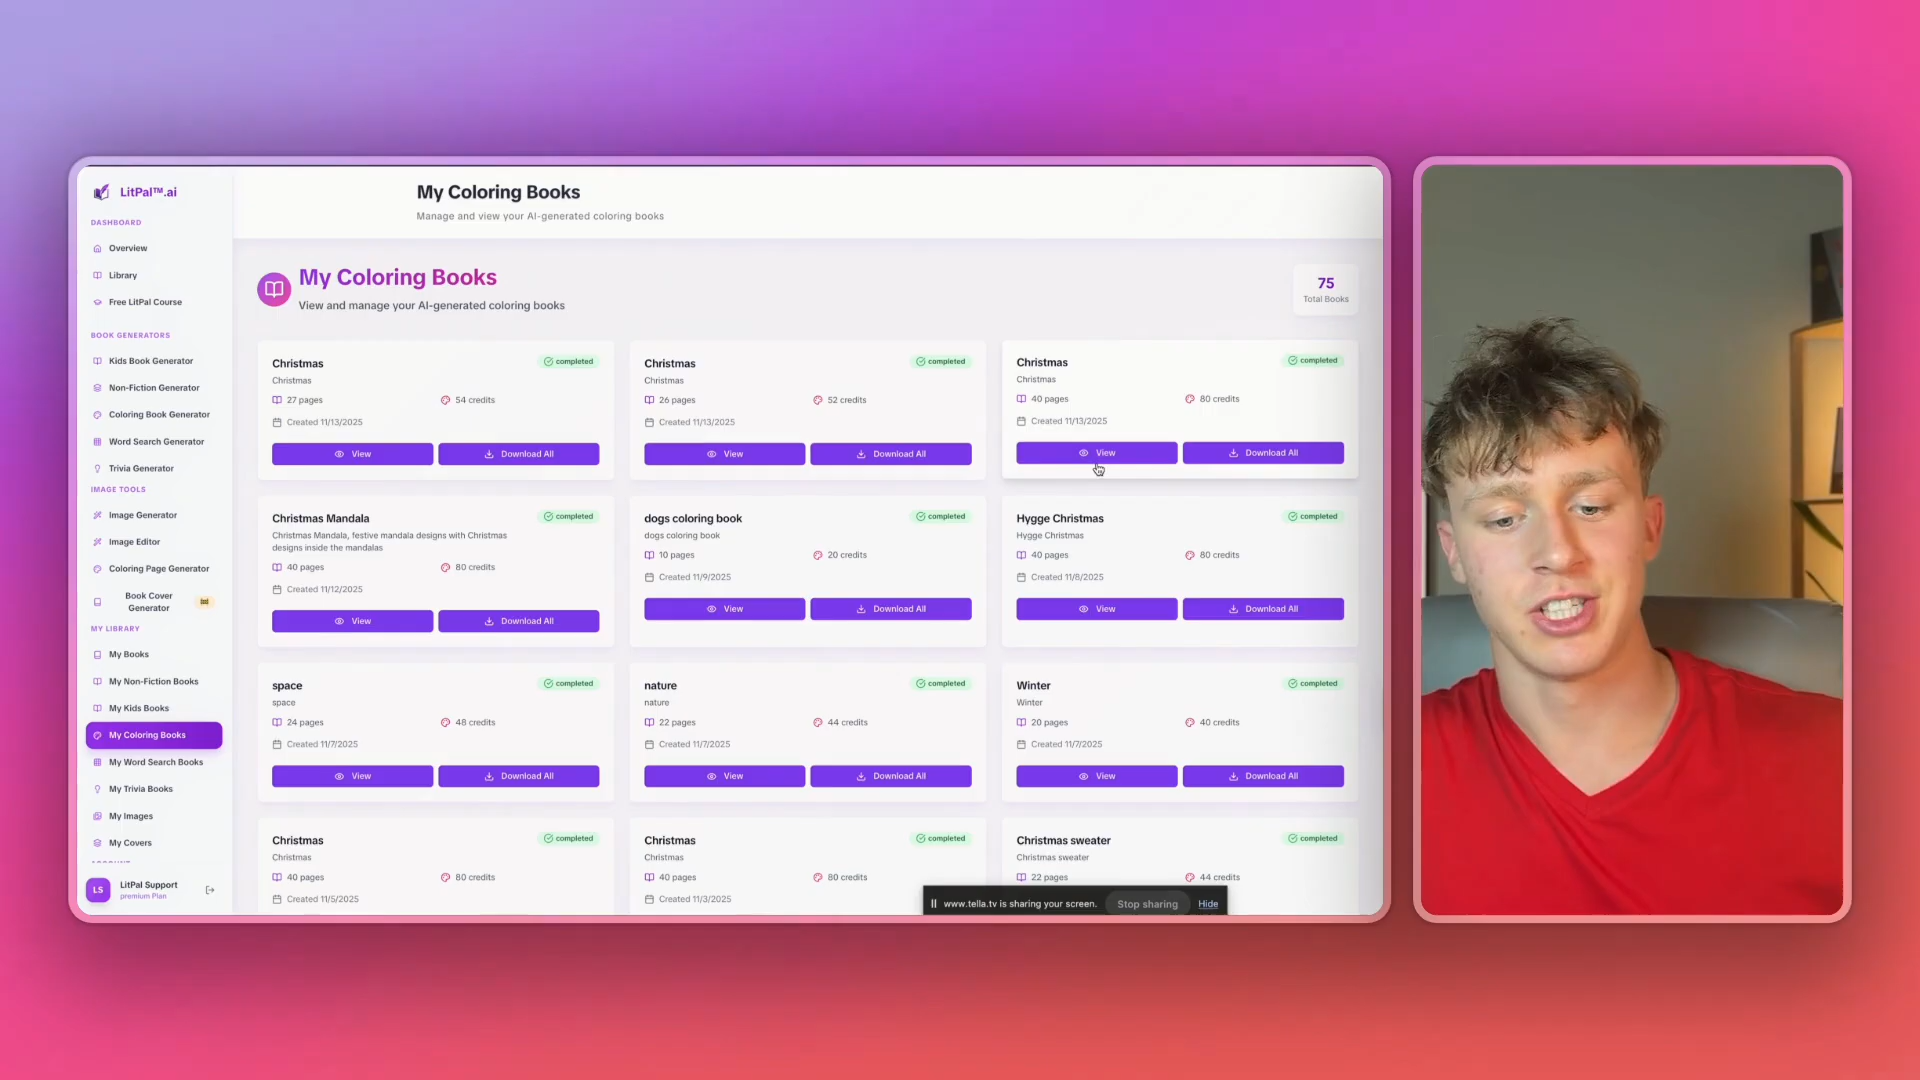 LitPal™.ai
DASHBOARD
Overview
Library
Free LitPal Course
BOOK GENERATORS
Kids Book Generator
Non-Fiction Generator
Coloring Book Generator
Word Search Generator
Trivia Generator
IMAGE TOOLS
Image Generator
Image Editor
Coloring Page Generator
Book Cover
Generator
MY LIBRARY
My Books
My Non-Fiction Books
My Kids Books
My Coloring Books
My Word Search Books
My Trivia Books
My Images
My Covers
LS
LitPal Support
premium Plan
My Coloring Books
Manage and view your AI-generated coloring books
My Coloring Books
View and manage your AI-generated coloring books
75
Total Books
Christmas
completed
Christmas
27 pages
54 credits
Created 11/13/2025
View
Download All
Christmas
completed
Christmas
26 pages
52 credits
Created 11/13/2025
View
Download All
Christmas
completed
Christmas
40 pages
80 credits
Created 11/13/2025
View
Download All
Christmas Mandala
completed
Christmas Mandala, festive mandala designs with Christmas
designs inside the mandalas
40 pages
80 credits
Created 11/12/2025
View
Download All
dogs coloring book
completed
dogs coloring book
10 pages
20 credits
Created 11/9/2025
View
Download All
Hygge Christmas
completed
Hygge Christmas
40 pages
80 credits
Created 11/8/2025
View
Download All
space
completed
space
24 pages
48 credits
Created 11/7/2025
View
Download All
nature
completed
nature
22 pages
44 credits
Created 11/7/2025
View
Download All
Winter
completed
Winter
20 pages
40 credits
Created 11/7/2025
View
Download All
Christmas
completed
Christmas
40 pages
80 credits
Created 11/5/2025
Christmas
completed
Christmas
40 pages
80 credits
Created 11/3/2025
Christmas sweater
completed
Christmas sweater
22 pages
44 credits
www.tella.tv is sharing your screen.
Stop sharing
Hide